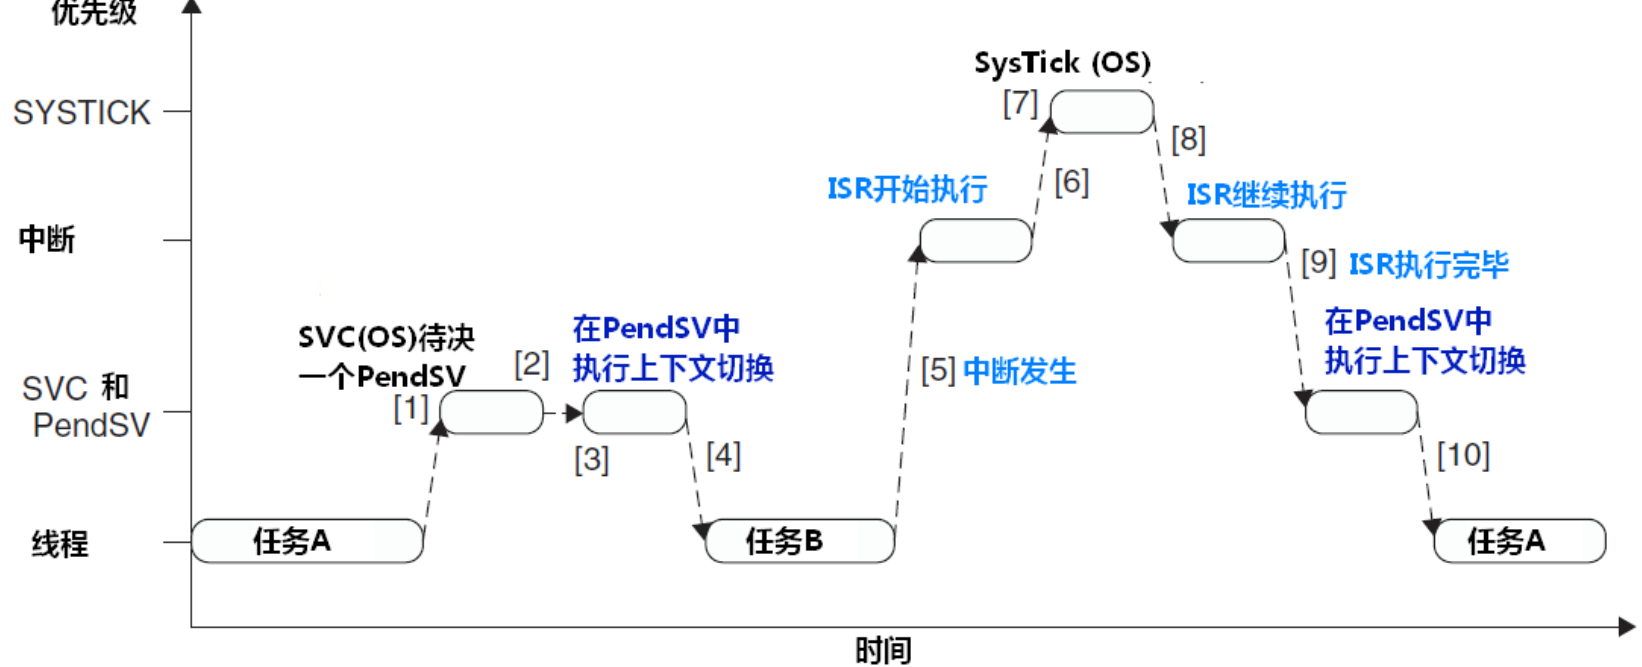 优先级
SysTick (OS)
SYSTICK
[7]
[8]
ISR开始执行
[6]
ISR继续执行
中断
[9] ISR执行完毕
SVC(OS)待决
一个PendSV
[2]
在PendSV中
执行上下文切换
[5] 中断发生
在PendSV中
执行上下文切换
SVC 和
PendSV
[1]
[3]
[4]
[10]
线程
任务A
任务B
任务A
时间